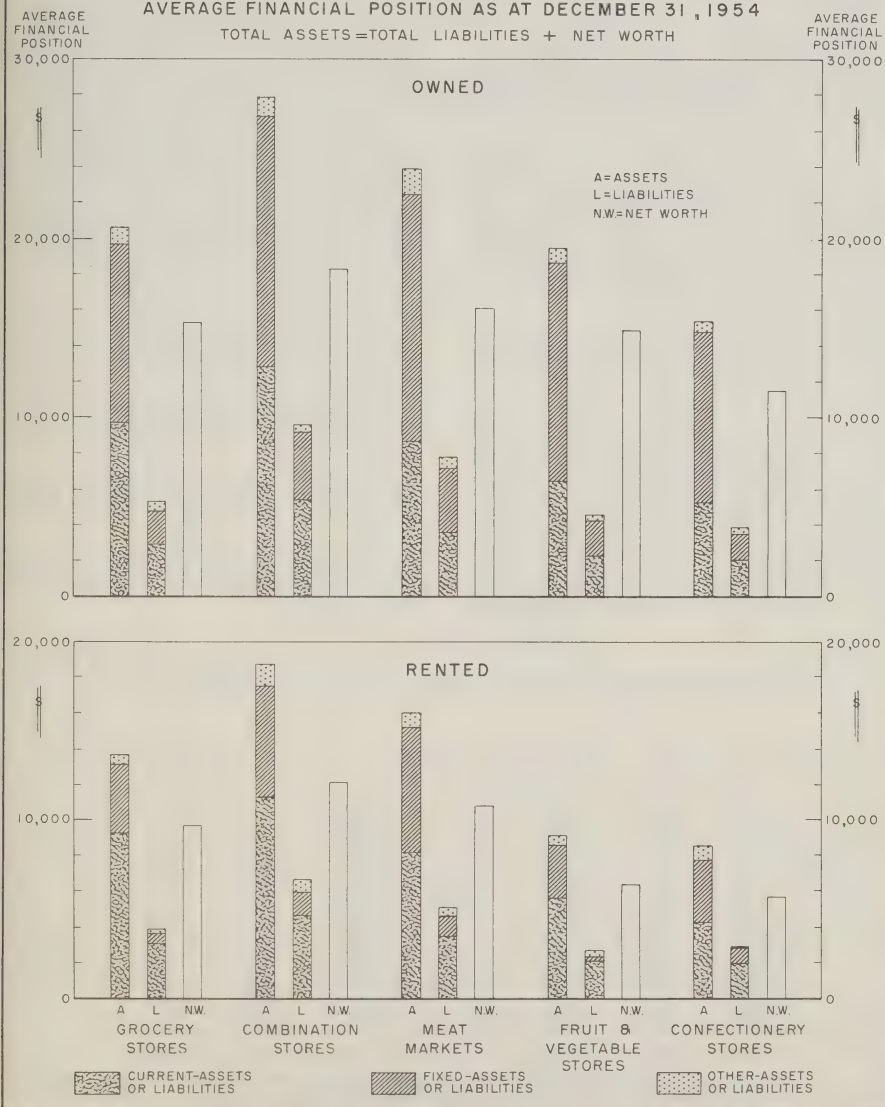 AVERAGE FINANCIAL POSITION AS AT DECEMBER 31, 1954
TOTAL ASSETS = TOTAL LIABILITIES + NET WORTH
AVERAGE
FINANCIAL
POSITION
AVERAGE
FINANCIAL
POSITION
30,000
30,000
OWNED
$
$
A = ASSETS
L = LIABILITIES
N.W. = NET WORTH
20,000
20,000
10,000
10,000
0
0
20,000
20,000
RENTED
$
$
10,000
10,000
0
0
A L N.W. A L N.W. A L N.W. A L N.W. A L N.W.
GROCERY COMBINATION MEAT FRUIT & CONFECTIONERY
STORES STORES MARKETS VEGETABLE STORES
STORES
CURRENT-ASSETS FIXED-ASSETS OTHER-ASSETS
OR LIABILITIES OR LIABILITIES OR LIABILITIES